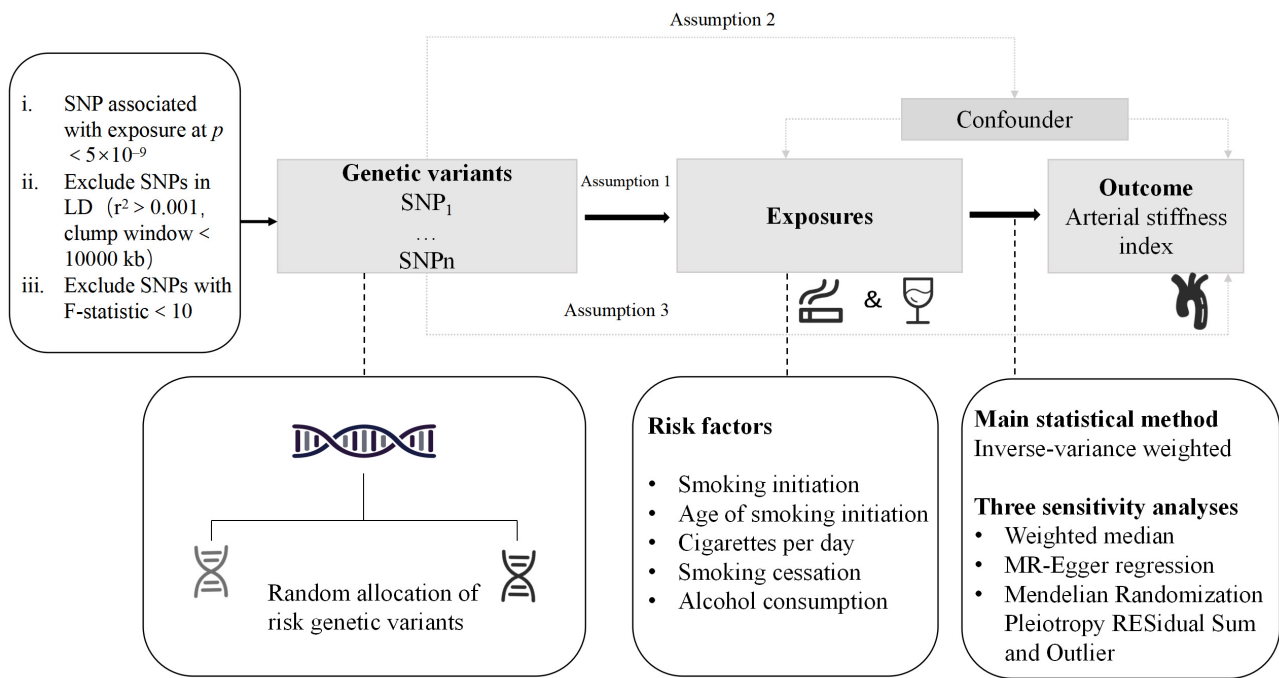 Assumption 2
i. SNP associated
with exposure at p
< 5×10⁻⁹
ii. Exclude SNPs in
LD（r² > 0.001,
clump window <
10000 kb）
iii. Exclude SNPs with
F-statistic < 10
Genetic variants
SNP₁
...
SNPn
Assumption 1
Confounder
Exposures
Outcome
Arterial stiffness
index
&
Assumption 3
Random allocation of
risk genetic variants
Risk factors
• Smoking initiation
• Age of smoking initiation
• Cigarettes per day
• Smoking cessation
• Alcohol consumption
Main statistical method
Inverse-variance weighted
Three sensitivity analyses
• Weighted median
• MR-Egger regression
• Mendelian Randomization
Pleiotropy RESidual Sum
and Outlier